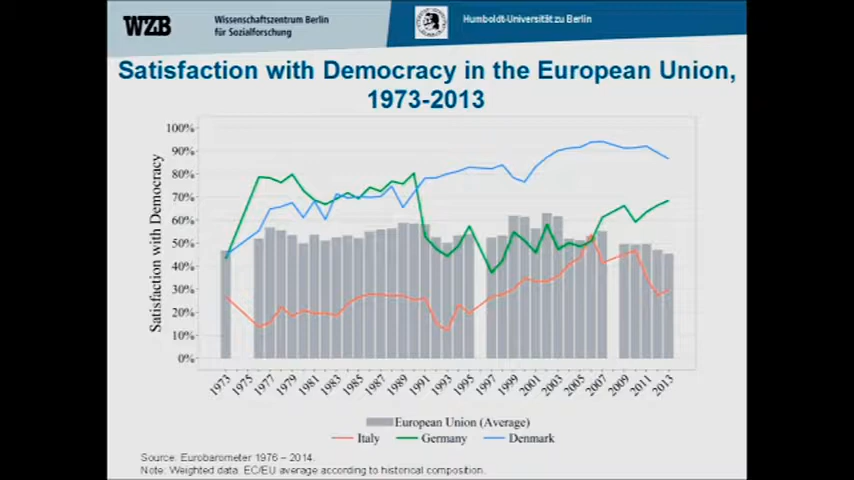 WZB
Wissenschaftszentrum Berlin
für Sozialforschung
Humboldt-Universität zu Berlin
Satisfaction with Democracy in the European Union,
1973-2013
Satisfaction with Democracy
100%
90%
80%
70%
60%
50%
40%
30%
20%
10%
0%
1973
1975
1977
1979
1981
1983
1985
1987
1989
1991
1993
1995
1997
1999
2001
2003
2005
2007
2009
2011
2013
European Union (Average)
Italy
Germany
Denmark
Source: Eurobarometer 1976 – 2014.
Note: Weighted data. EC/EU average according to historical composition.